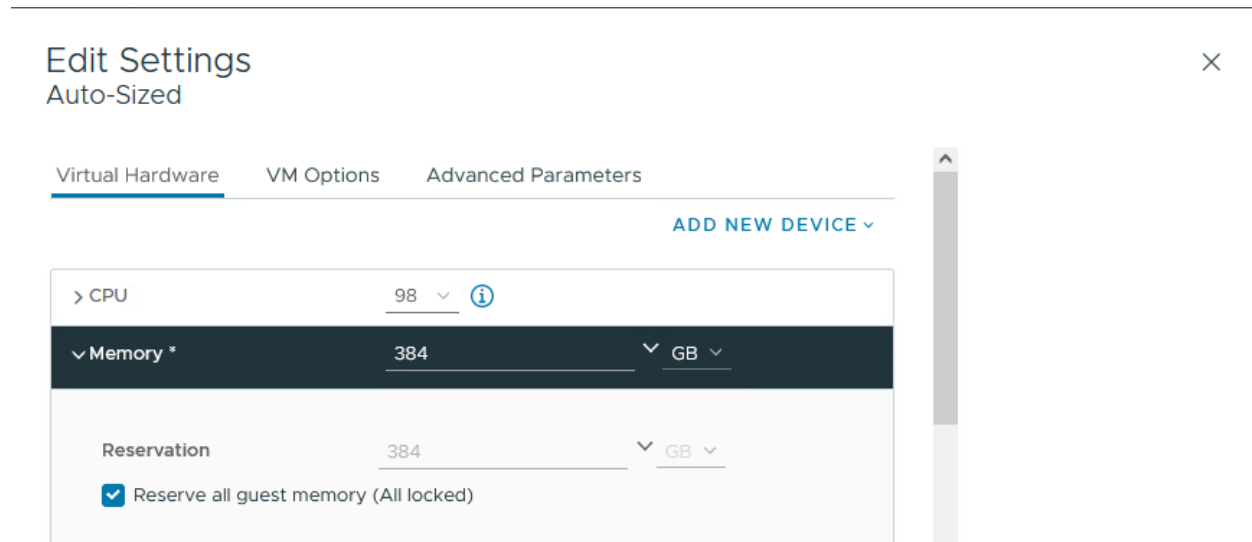 Edit Settings
Auto-Sized
Virtual Hardware VM Options Advanced Parameters
ADD NEW DEVICE
CPU 98
Memory * 384 GB
Reservation 384 GB
Reserve all guest memory (All locked)